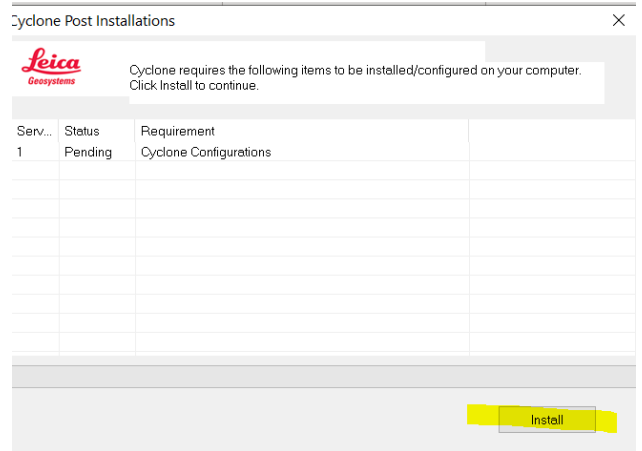 Cyclone Post Installations
Leica
Geosystems
Cyclone requires the following items to be installed/configured on your computer.
Click Install to continue.
Serv... Status Requirement
1 Pending Cyclone Configurations
Install